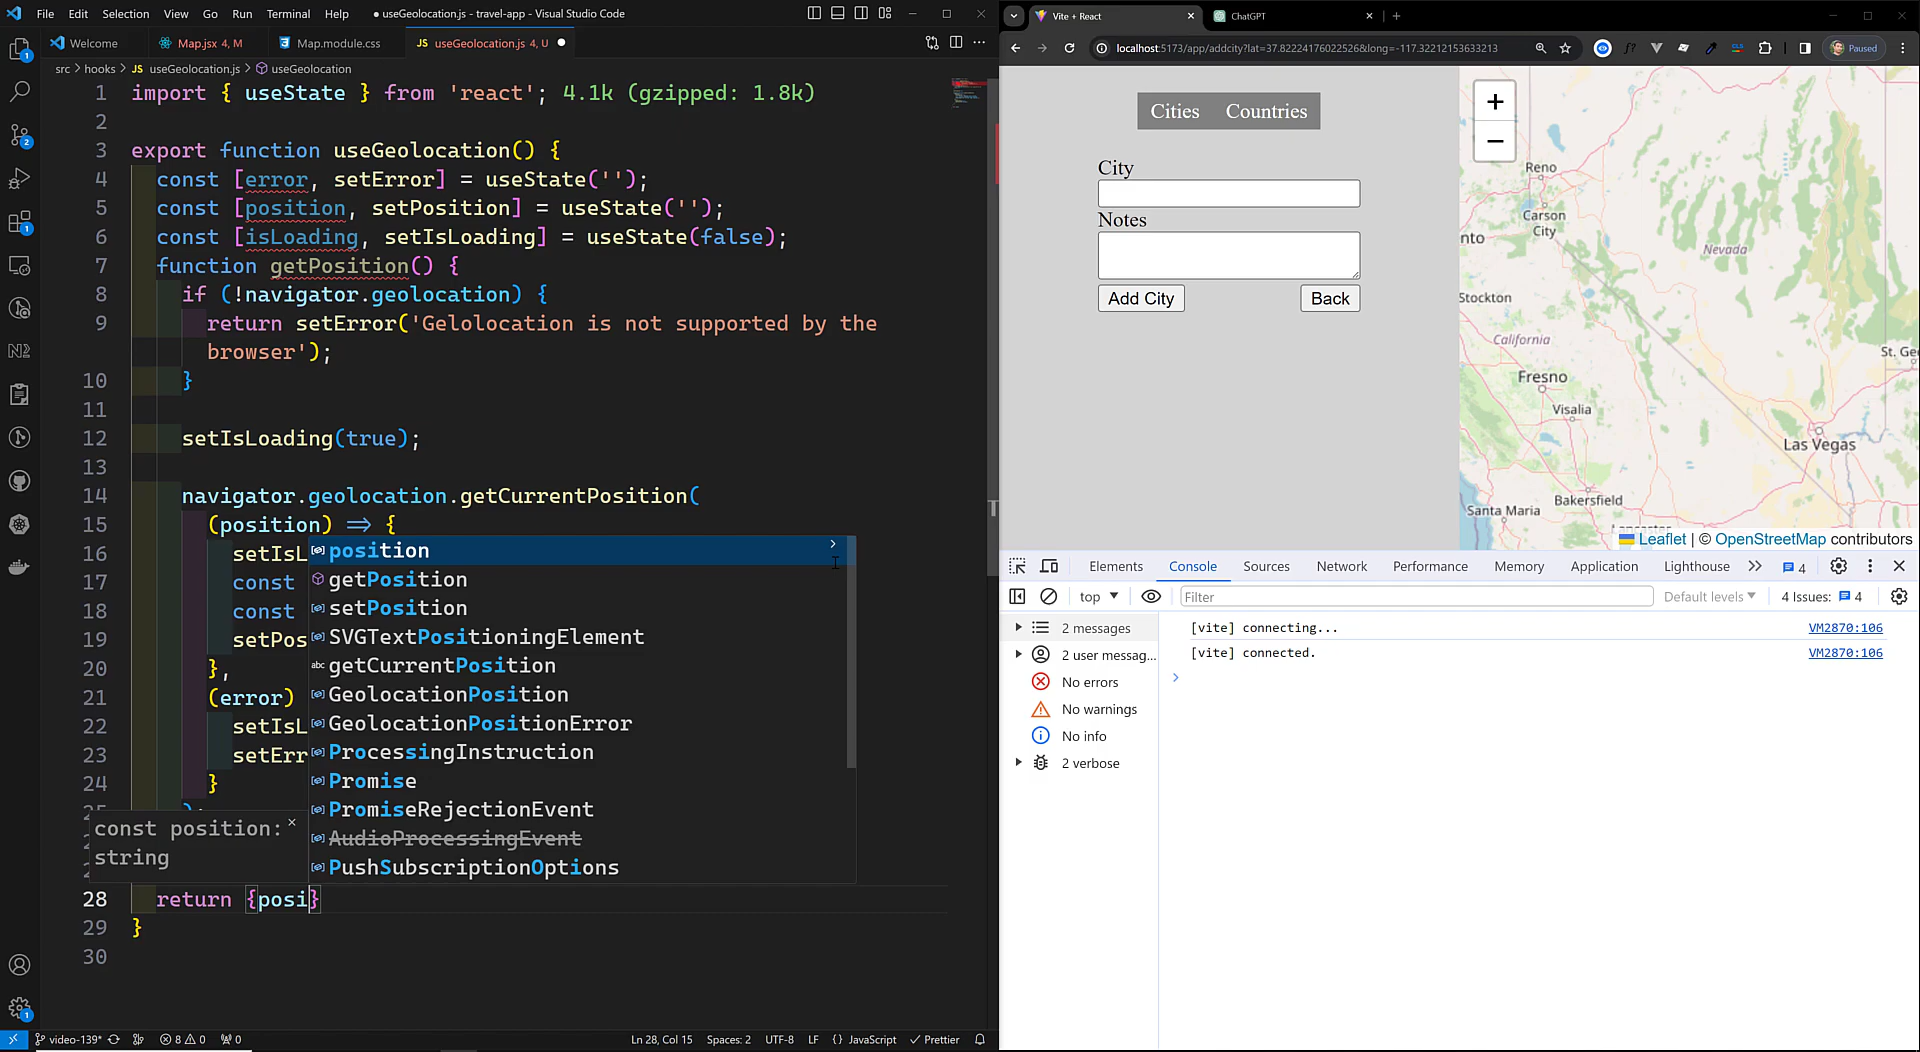 File Edit Selection View Go Run Terminal Help
● useGeolocation.js - travel-app - Visual Studio Code
Welcome
Map.jsx 4, M
Map.module.css
JS useGeolocation.js 4, U ●
src > hooks > JS useGeolocation.js > useGeolocation
1 import { useState } from 'react'; 4.1k (gzipped: 1.8k)
2
3 export function useGeolocation() {
4 const [error, setError] = useState('');
5 const [position, setPosition] = useState('');
6 const [isLoading, setIsLoading] = useState(false);
7 function getPosition() {
8 if (!navigator.geolocation) {
9 return setError('Gelolocation is not supported by the
browser');
10 }
11
12 setIsLoading(true);
13
14 navigator.geolocation.getCurrentPosition(
15 (position) => {
16 setIsL
17 const
18 const
19 setPos
20 },
21 (error)
22 setIsL
23 setErr
24 }
position
getPosition
setPosition
SVGTextPositioningElement
abc getCurrentPosition
GeolocationPosition
GeolocationPositionError
ProcessingInstruction
Promise
PromiseRejectionEvent
AudioProcessingEvent
PushSubscriptionOptions
const position: ×
string
28 return {posi}
29 }
30
video-139* 8 0 0
Ln 28, Col 15 Spaces: 2 UTF-8 LF {} JavaScript Prettier
Vite + React
ChatGPT
localhost:5173/app/addcity?lat=37.8222417602252&long=-117.32212153633213
Paused
Cities Countries
City
Notes
Add City
Back
+
−
Reno
Carson
City
nto
Nevada
Stockton
California
St. Ge
Fresno
Visalia
Las Vegas
Bakersfield
Santa Maria
Lancaster
Leaflet | © OpenStreetMap contributors
Elements Console Sources Network Performance Memory Application Lighthouse 4
top Filter Default levels 4 Issues: 4
2 messages
2 user messag...
No errors
No warnings
No info
2 verbose
[vite] connecting... VM2870:106
[vite] connected. VM2870:106